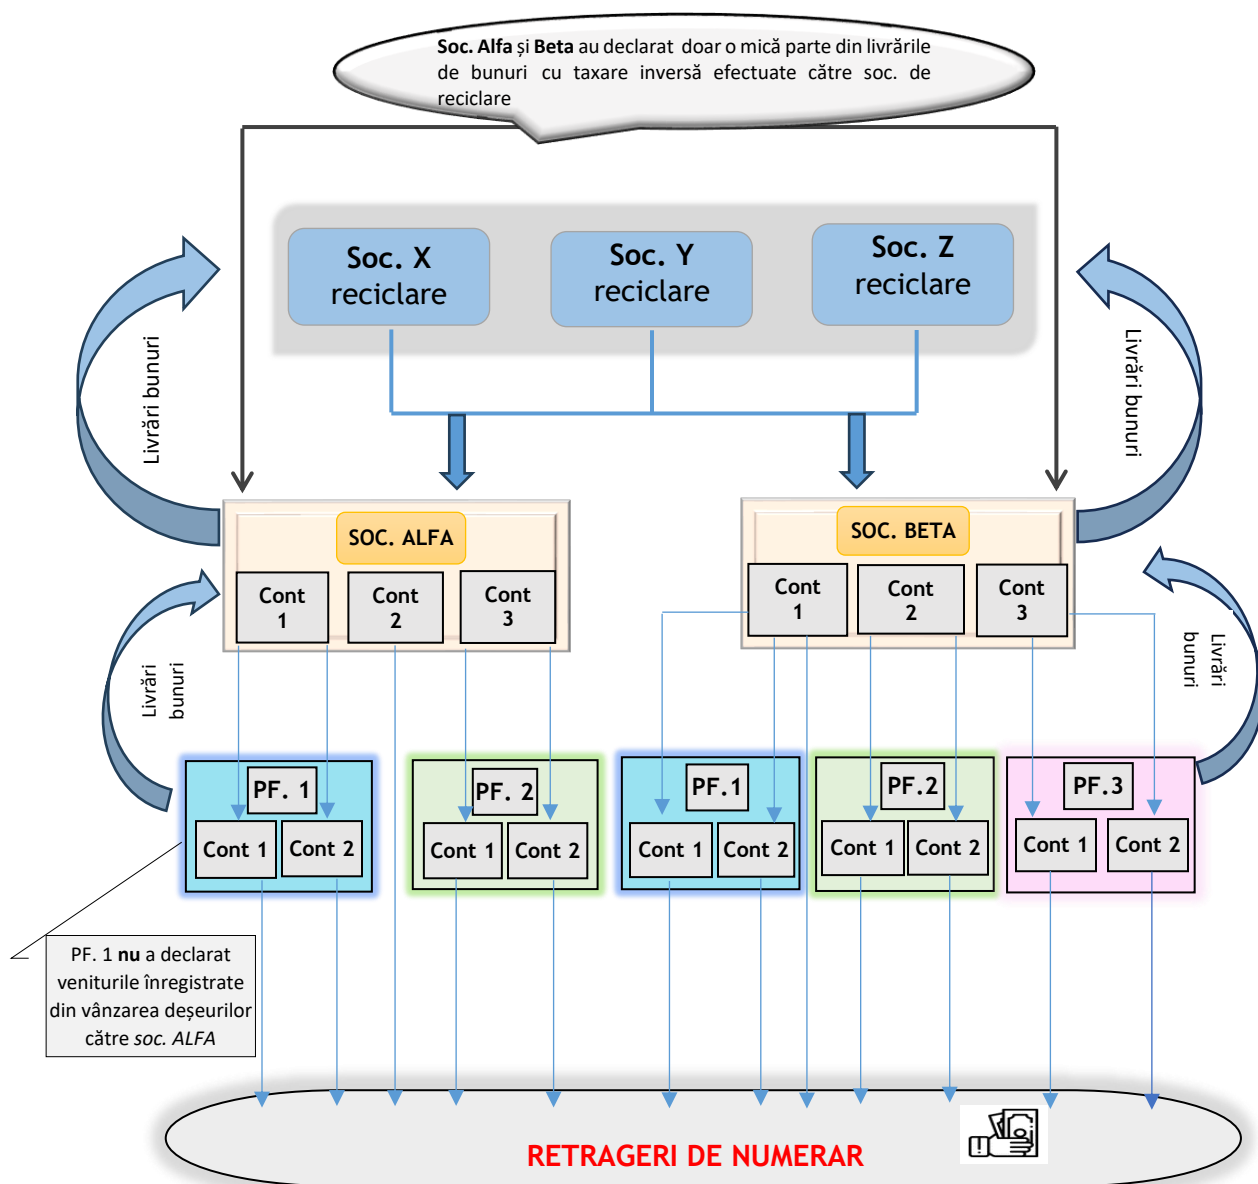 Soc. Alfa și Beta au declarat doar o mică parte din livrările
de bunuri cu taxare inversă efectuate către soc. de
reciclare
Soc. X
reciclare
Soc. Y
reciclare
Soc. Z
reciclare
Livrări bunuri
Livrări bunuri
SOC. ALFA
Cont
1
Cont
2
Cont
3
SOC. BETA
Cont
1
Cont
2
Cont
3
Livrări
bunuri
Livrări
bunuri
PF. 1
Cont 1
Cont 2
PF. 2
Cont 1
Cont 2
PF.1
Cont 1
Cont 2
PF.2
Cont 1
Cont 2
PF.3
Cont 1
Cont 2
PF. 1 nu a declarat
veniturile înregistrate
din vânzarea deșeurilor
către soc. ALFA
RETRAGERI DE NUMERAR